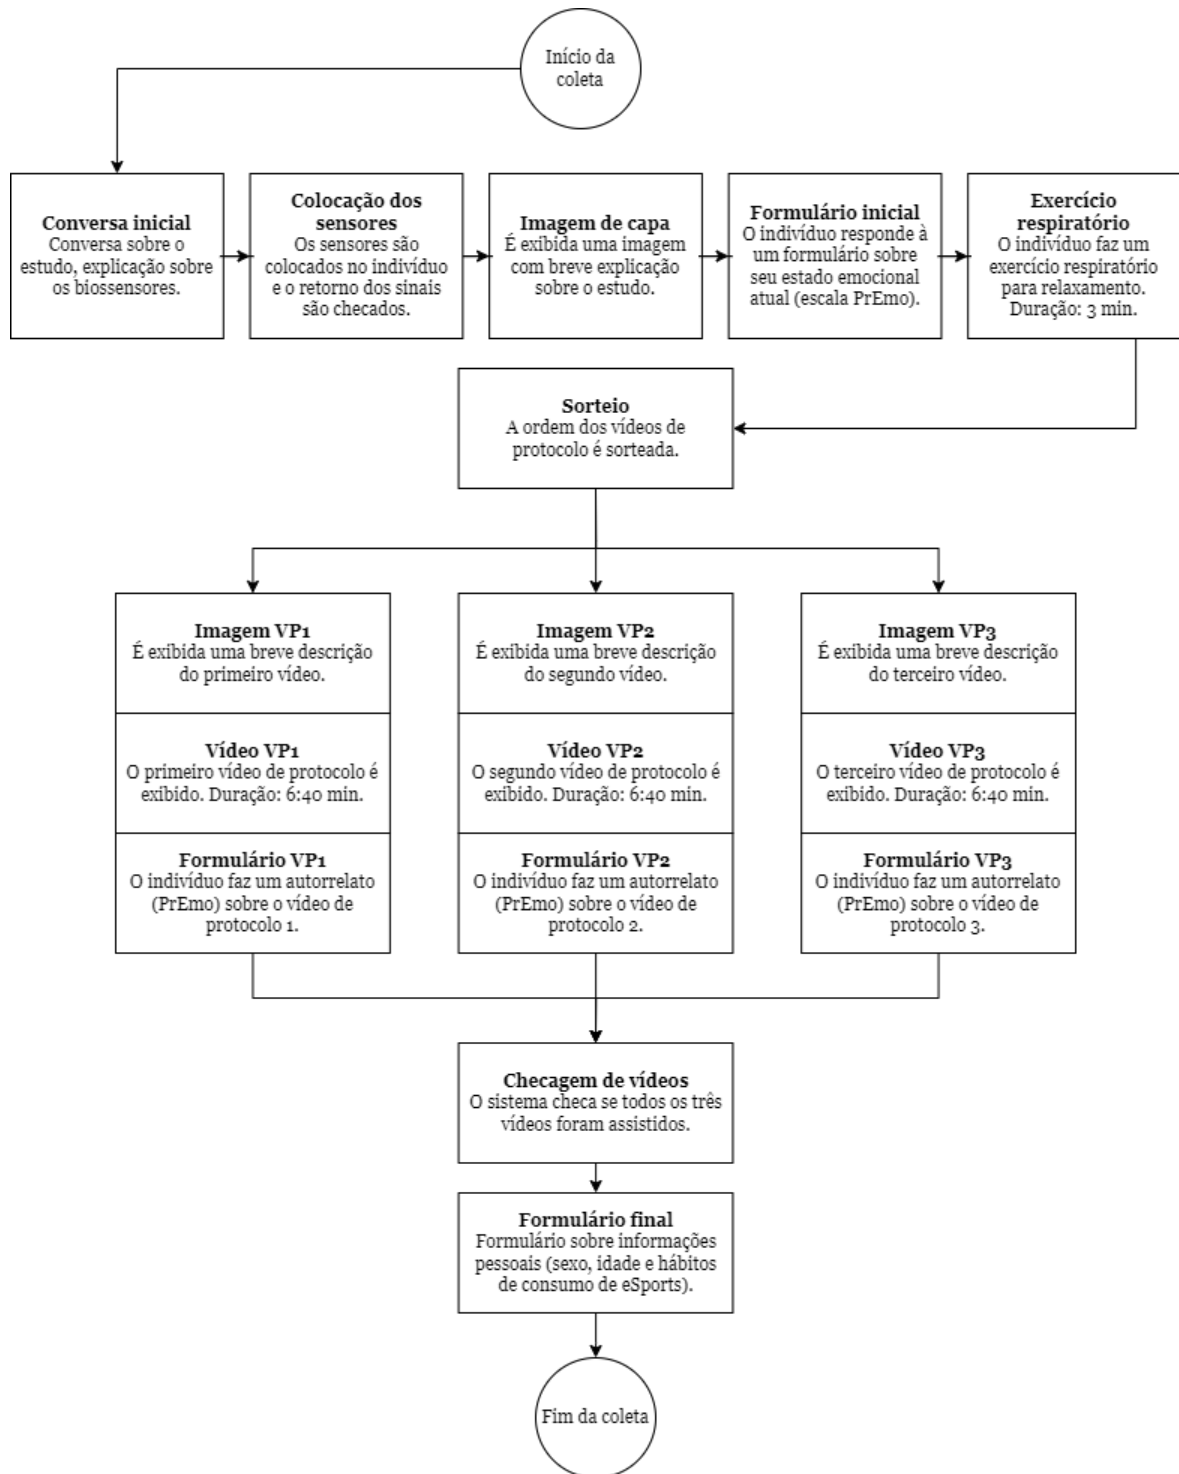 Início da
coleta
Conversa inicial
Conversa sobre o
estudo, explicação sobre
os biossensores.
Colocação dos
sensores
Os sensores são
colocados no indivíduo
e o retorno dos sinais
são checados.
Imagem de capa
É exibida uma imagem
com breve explicação
sobre o estudo.
Formulário inicial
O indivíduo responde à
um formulário sobre
seu estado emocional
atual (escala PrEmo).
Exercício
respiratório
O indivíduo faz um
exercício respiratório
para relaxamento.
Duração: 3 min.
Sorteio
A ordem dos vídeos de
protocolo é sorteada.
Imagem VP1
É exibida uma breve descrição
do primeiro vídeo.
Vídeo VP1
O primeiro vídeo de protocolo é
exibido. Duração: 6:40 min.
Formulário VP1
O indivíduo faz um autorrelato
(PrEmo) sobre o vídeo de
protocolo 1.
Imagem VP2
É exibida uma breve descrição
do segundo vídeo.
Vídeo VP2
O segundo vídeo de protocolo é
exibido. Duração: 6:40 min.
Formulário VP2
O indivíduo faz um autorrelato
(PrEmo) sobre o vídeo de
protocolo 2.
Imagem VP3
É exibida uma breve descrição
do terceiro vídeo.
Vídeo VP3
O terceiro vídeo de protocolo é
exibido. Duração: 6:40 min.
Formulário VP3
O indivíduo faz um autorrelato
(PrEmo) sobre o vídeo de
protocolo 3.
Checagem de vídeos
O sistema checa se todos os três
vídeos foram assistidos.
Formulário final
Formulário sobre informações
pessoais (sexo, idade e hábitos
de consumo de eSports).
Fim da coleta